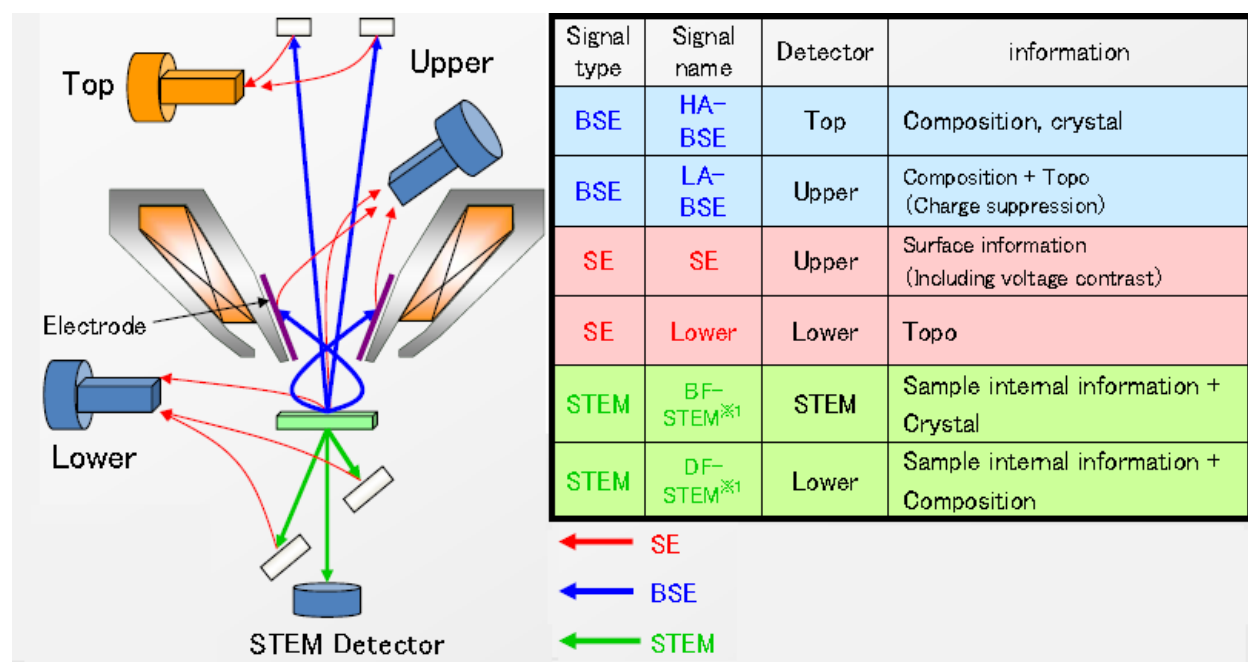 Top
Upper
Electrode
Lower
STEM Detector
Signal type
Signal name
Detector
information
BSE
HA-
BSE
Top
Composition, crystal
BSE
LA-
BSE
Upper
Composition + Topo
(Charge suppression)
SE
SE
Upper
Surface information
(Including voltage contrast)
SE
Lower
Lower
Topo
STEM
BF-
STEM※1
STEM
Sample internal information +
Crystal
STEM
DF-
STEM※1
Lower
Sample internal information +
Composition
SE
BSE
STEM